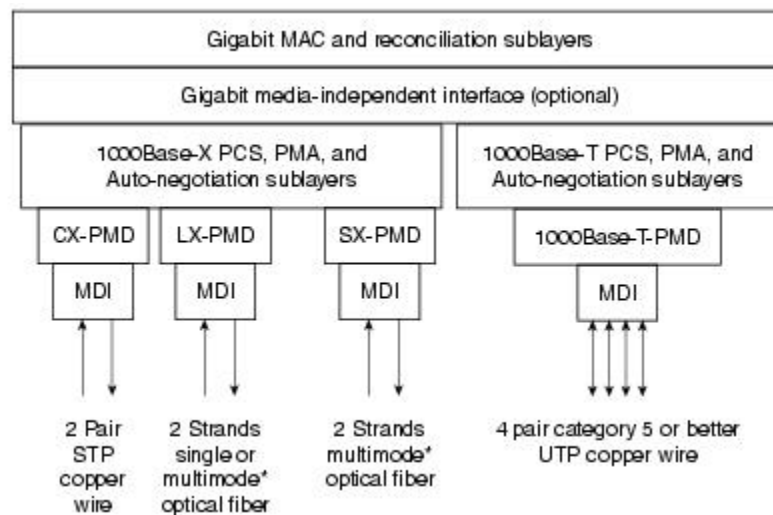 Gigabit MAC and reconciliation sublayers
Gigabit media-independent interface (optional)
1000Base-X PCS, PMA, and
Auto-negotiation sublayers
1000Base-T PCS, PMA, and
Auto-negotiation sublayers
CX-PMD
LX-PMD
SX-PMD
1000Base-T-PMD
MDI
MDI
MDI
MDI
2 Pair
STP
copper
wire
2 Strands
single or
multimode*
optical fiber
2 Strands
multimode*
optical fiber
4 pair category 5 or better
UTP copper wire